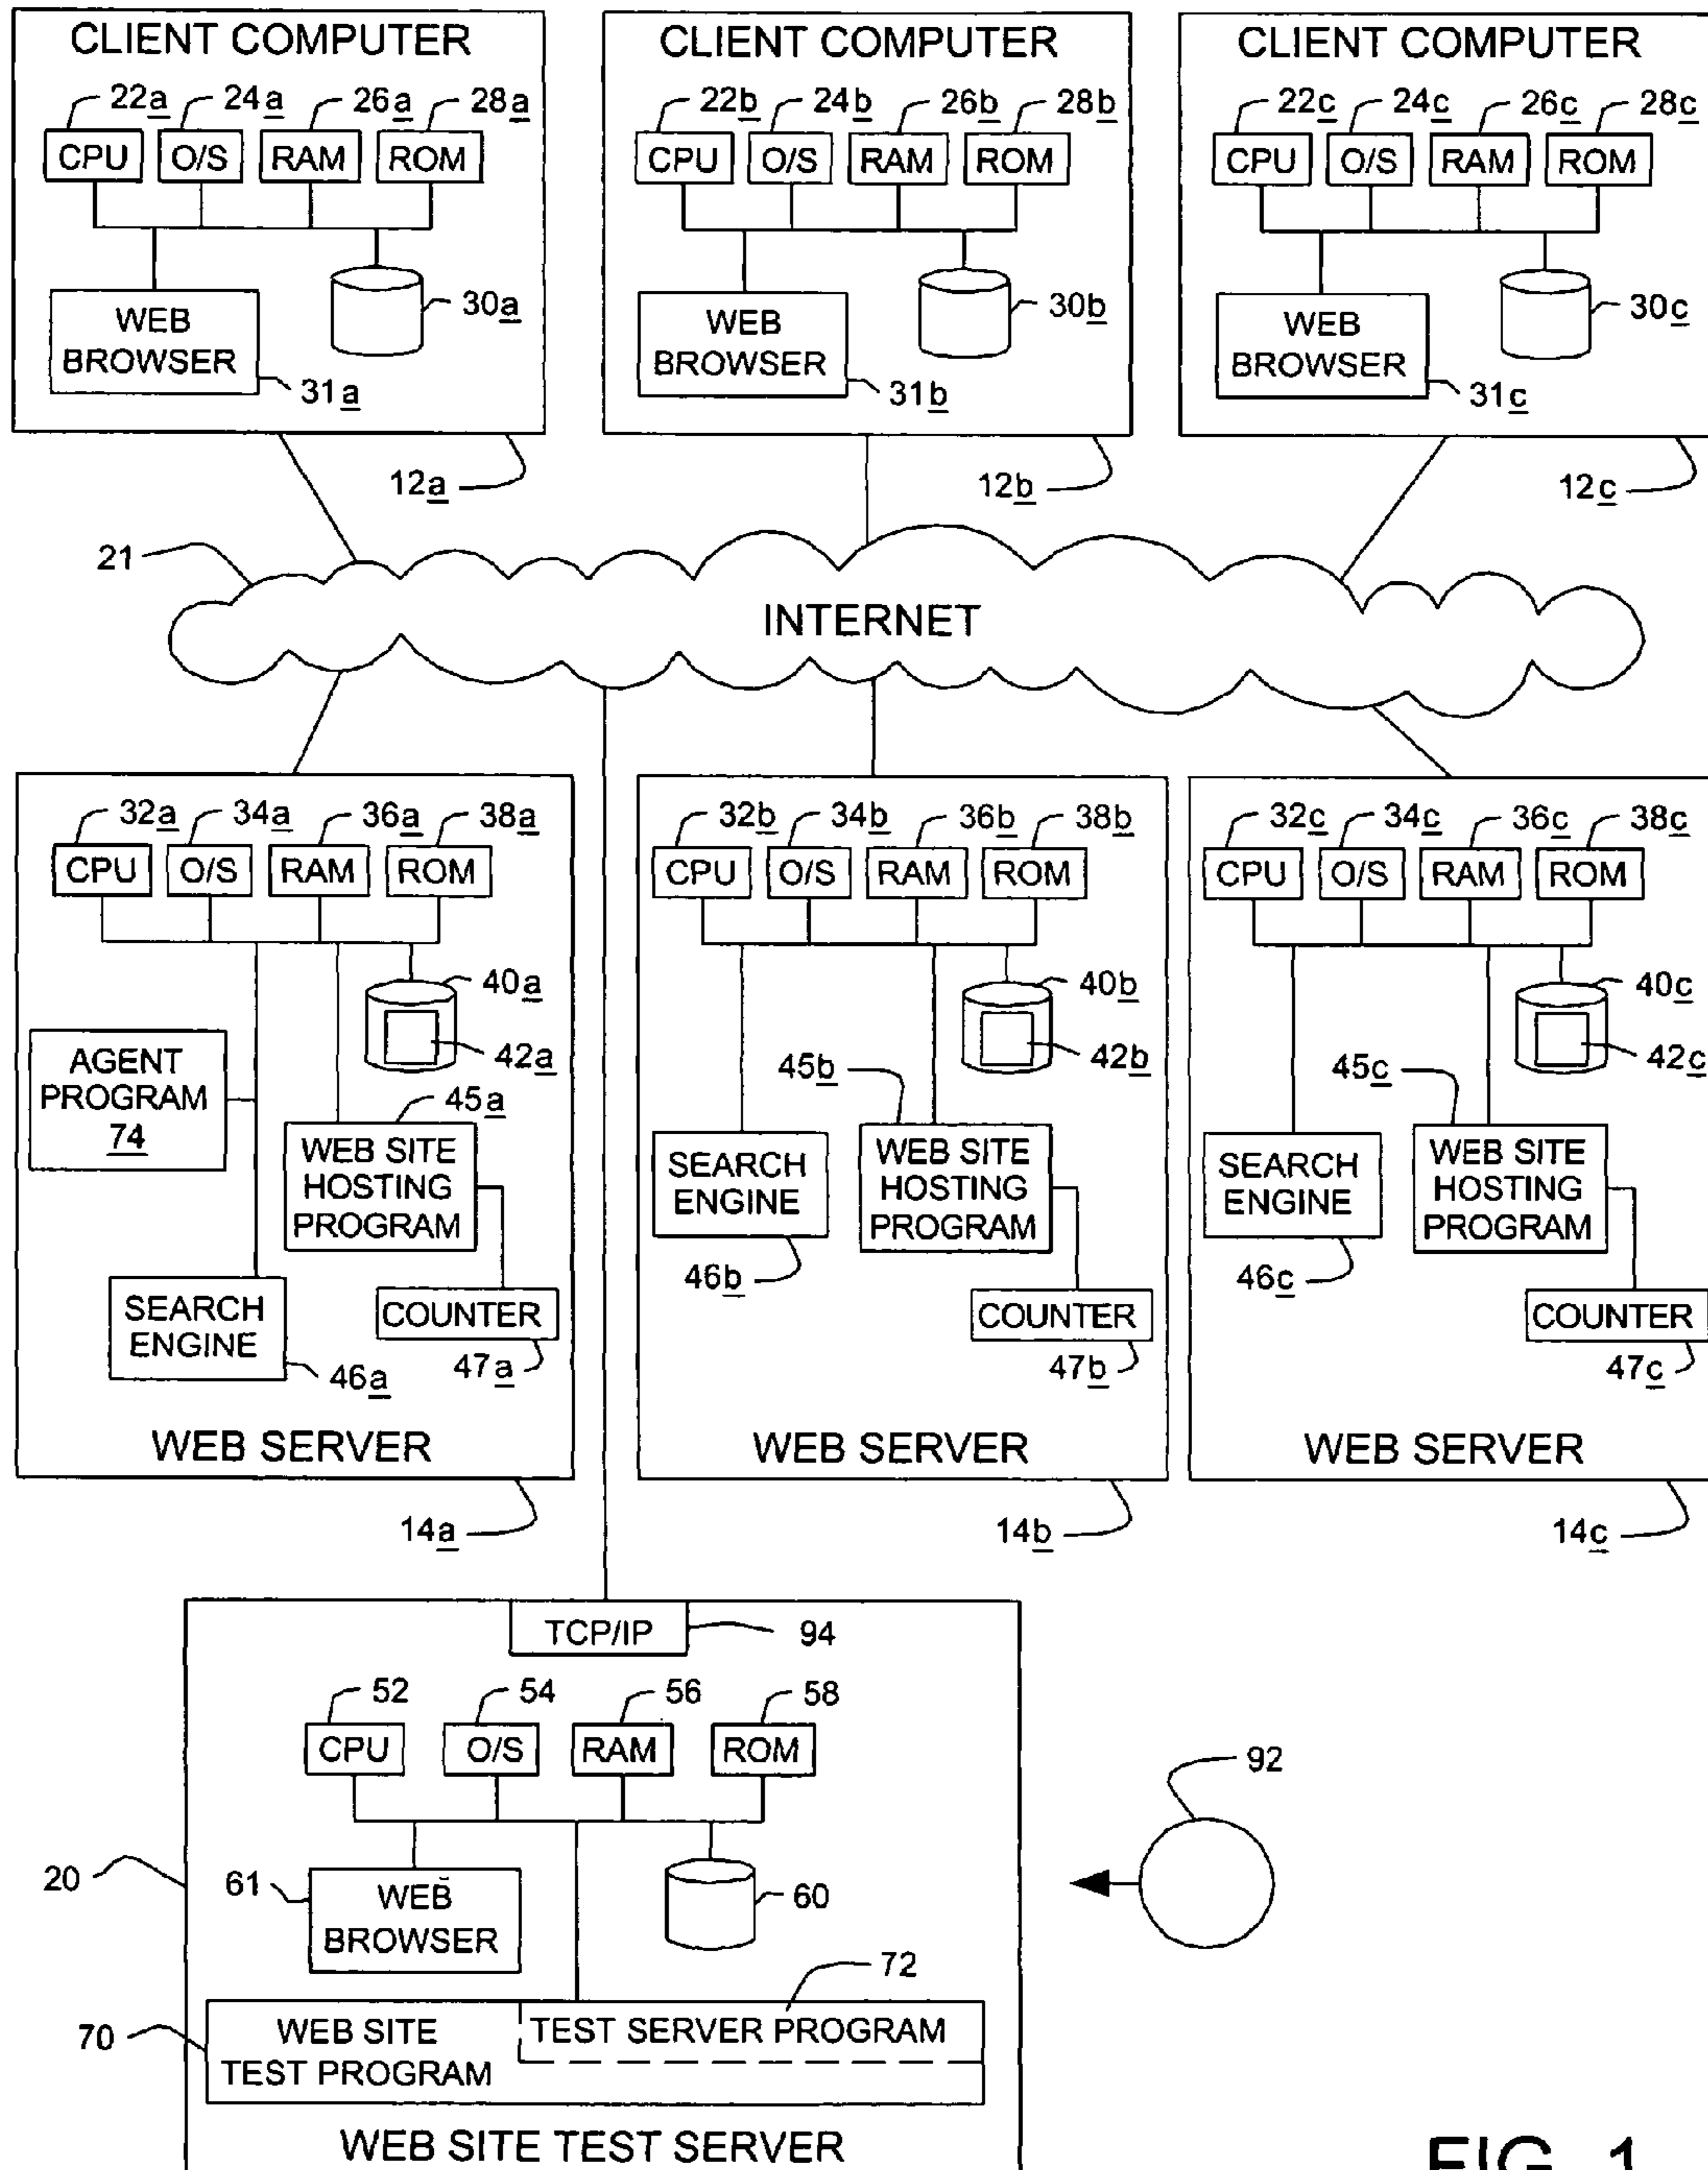 CLIENT COMPUTER
22a 24a 26a 28a
CPU O/S RAM ROM
WEB
BROWSER
30a
31a
12a
CLIENT COMPUTER
22b 24b 26b 28b
CPU O/S RAM ROM
WEB
BROWSER
30b
31b
12b
CLIENT COMPUTER
22c 24c 26c 28c
CPU O/S RAM ROM
WEB
BROWSER
30c
31c
12c
21
INTERNET
32a 34a 36a 38a
CPU O/S RAM ROM
40a
42a
AGENT
PROGRAM
74
45a
WEB SITE
HOSTING
PROGRAM
SEARCH
ENGINE
46a
COUNTER
47a
WEB SERVER
14a
32b 34b 36b 38b
CPU O/S RAM ROM
40b
42b
45b
SEARCH
ENGINE
46b
WEB SITE
HOSTING
PROGRAM
COUNTER
47b
WEB SERVER
14b
32c 34c 36c 38c
CPU O/S RAM ROM
40c
42c
45c
SEARCH
ENGINE
46c
WEB SITE
HOSTING
PROGRAM
COUNTER
47c
WEB SERVER
14c
TCP/IP
94
52 54 56 58
CPU O/S RAM ROM
92
20
61
WEB
BROWSER
60
72
70
WEB SITE
TEST PROGRAM
TEST SERVER PROGRAM
WEB SITE TEST SERVER
FIG. 1